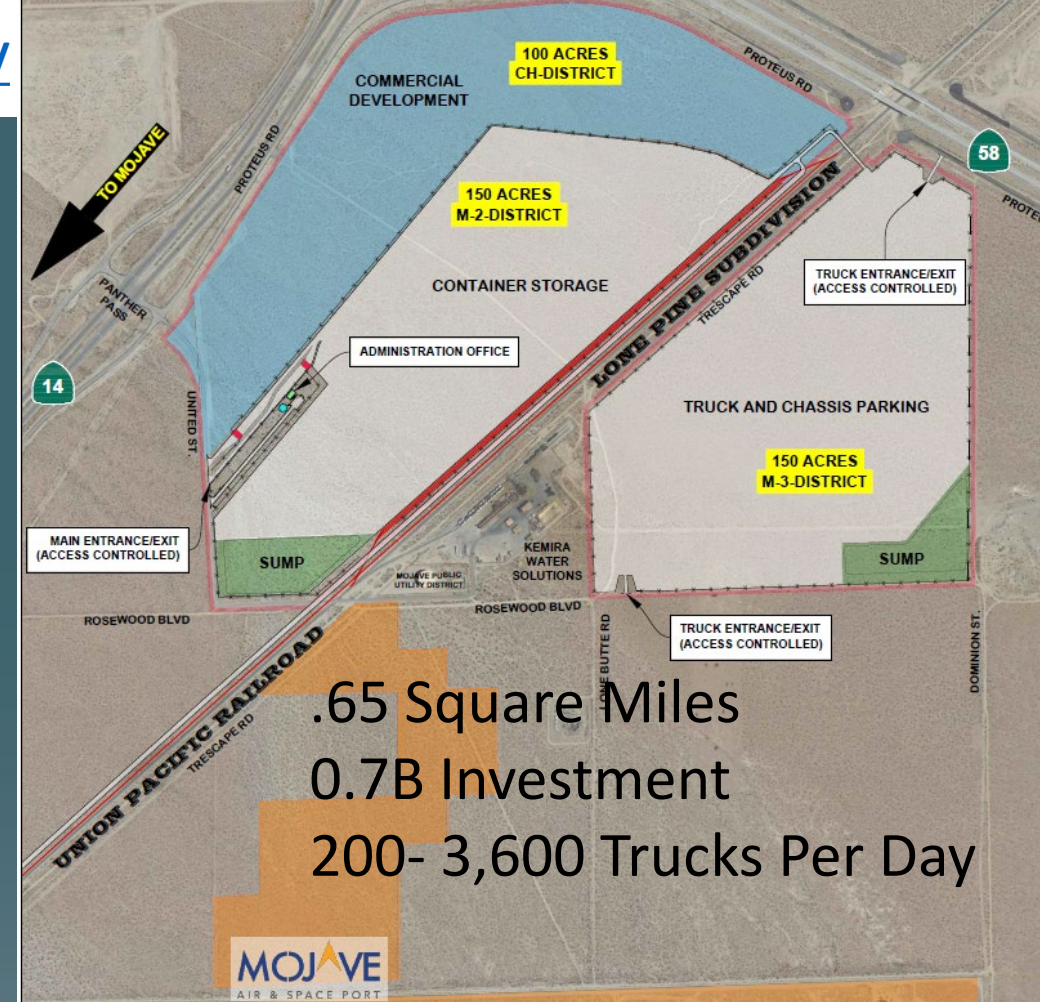 y
100 ACRES
CH-DISTRICT
COMMERCIAL
DEVELOPMENT
PROTEUS RD
PROTEUS RD
58
TO MOJAVE
150 ACRES
M-2-DISTRICT
TRUCK ENTRANCE/EXIT
(ACCESS CONTROLLED)
CONTAINER STORAGE
LONE PINE SUBDIVISION
TRESCAPE RD
PANTHER
PASS
ADMINISTRATION OFFICE
14
UNITED ST.
TRUCK AND CHASSIS PARKING
150 ACRES
M-3-DISTRICT
MAIN ENTRANCE/EXIT
(ACCESS CONTROLLED)
SUMP
MOJAVE PUBLIC
UTILITY DISTRICT
KEMIRA
WATER
SOLUTIONS
SUMP
ROSEWOOD BLVD
ROSEWOOD BLVD
LONE BUTTE RD
TRUCK ENTRANCE/EXIT
(ACCESS CONTROLLED)
DOMINION ST.
UNION PACIFIC RAILROAD
TRESCAPE RD
.65 Square Miles
0.7B Investment
200- 3,600 Trucks Per Day
MOJAVE
AIR & SPACE PORT